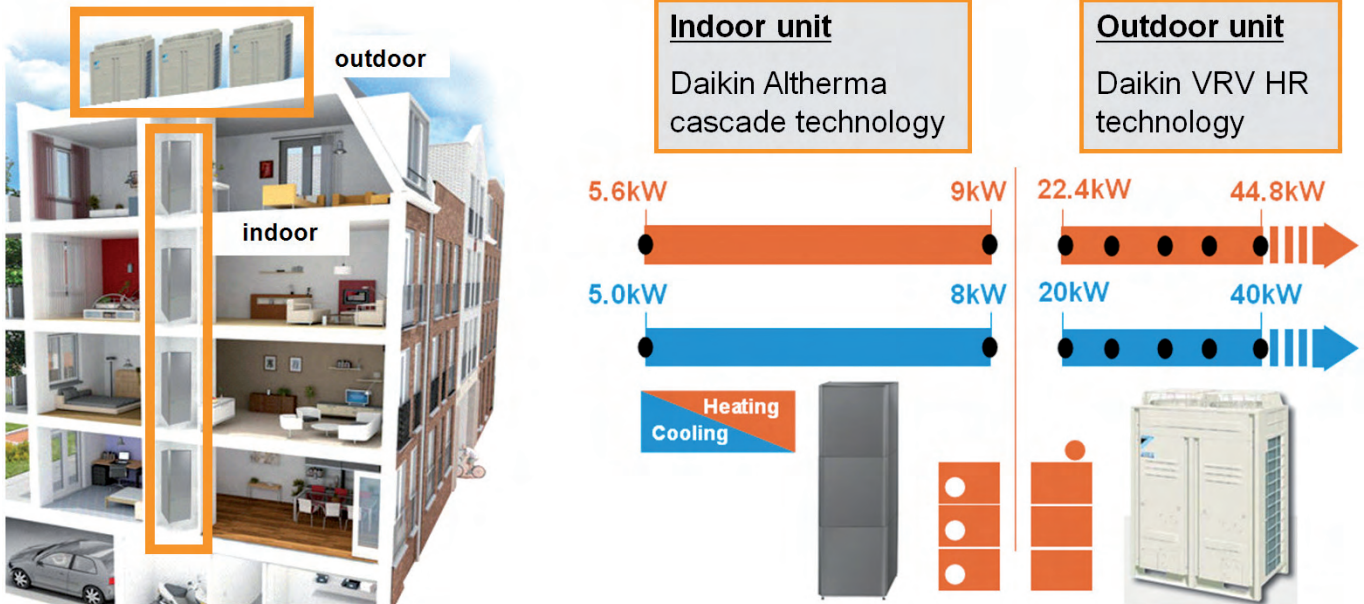 outdoor
indoor
Indoor unit
Daikin Altherma
cascade technology
Outdoor unit
Daikin VRV HR
technology
5.6kW
9kW
22.4kW
44.8kW
5.0kW
8kW
20kW
40kW
Heating
Cooling